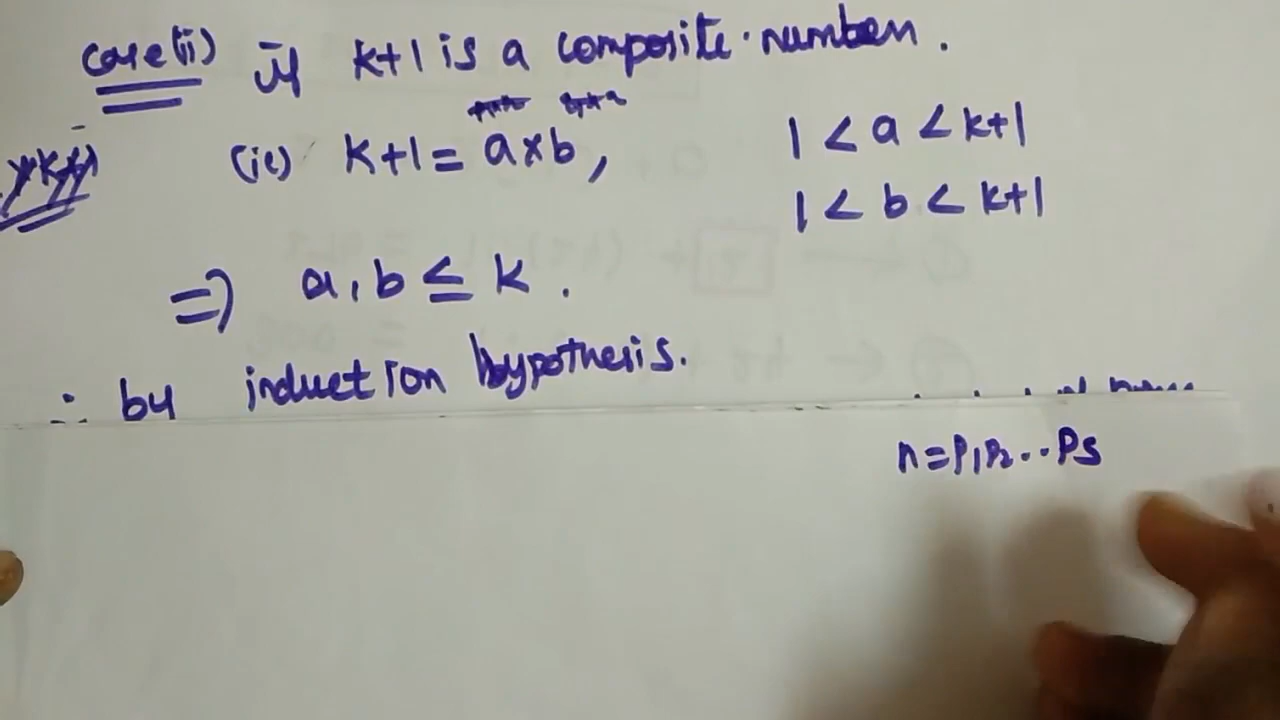 case(ii) if k+1 is a composite number.
(ie) k+1 = a×b, 1 < a < k+1
1 < b < k+1
=> a, b ≤ k.
∴ by induction hypothesis.
n=P1P2..Ps